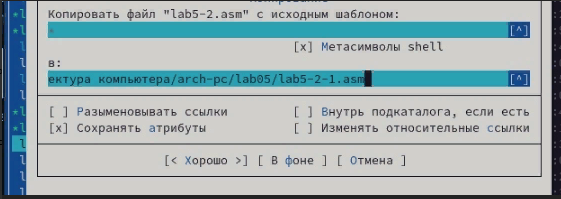 Копировать файл "lab5-2.asm" с исходным шаблоном:
* [^]
[x] Метасимволы shell
в:
ектура компьютера/arch-pc/lab05/lab5-2-1.asm [^]
[ ] Разыменовывать ссылки [ ] Внутрь подкаталога, если есть
[x] Сохранять атрибуты [ ] Изменять относительные ссылки
[< Хорошо >] [ В фоне ] [ Отмена ]